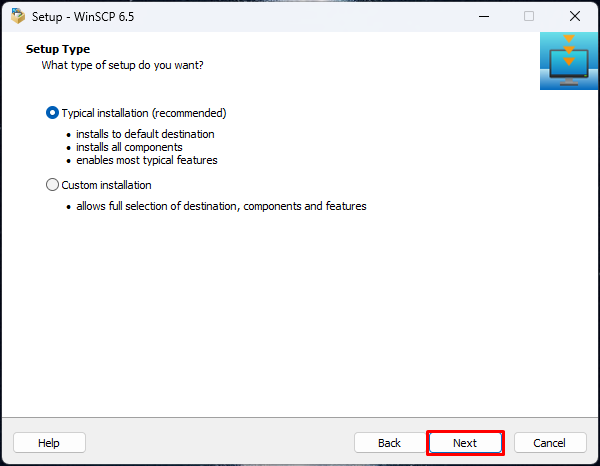 Setup - WinSCP 6.5
Setup Type
What type of setup do you want?
Typical installation (recommended)
• installs to default destination
• installs all components
• enables most typical features
Custom installation
• allows full selection of destination, components and features
Help
Back
Next
Cancel